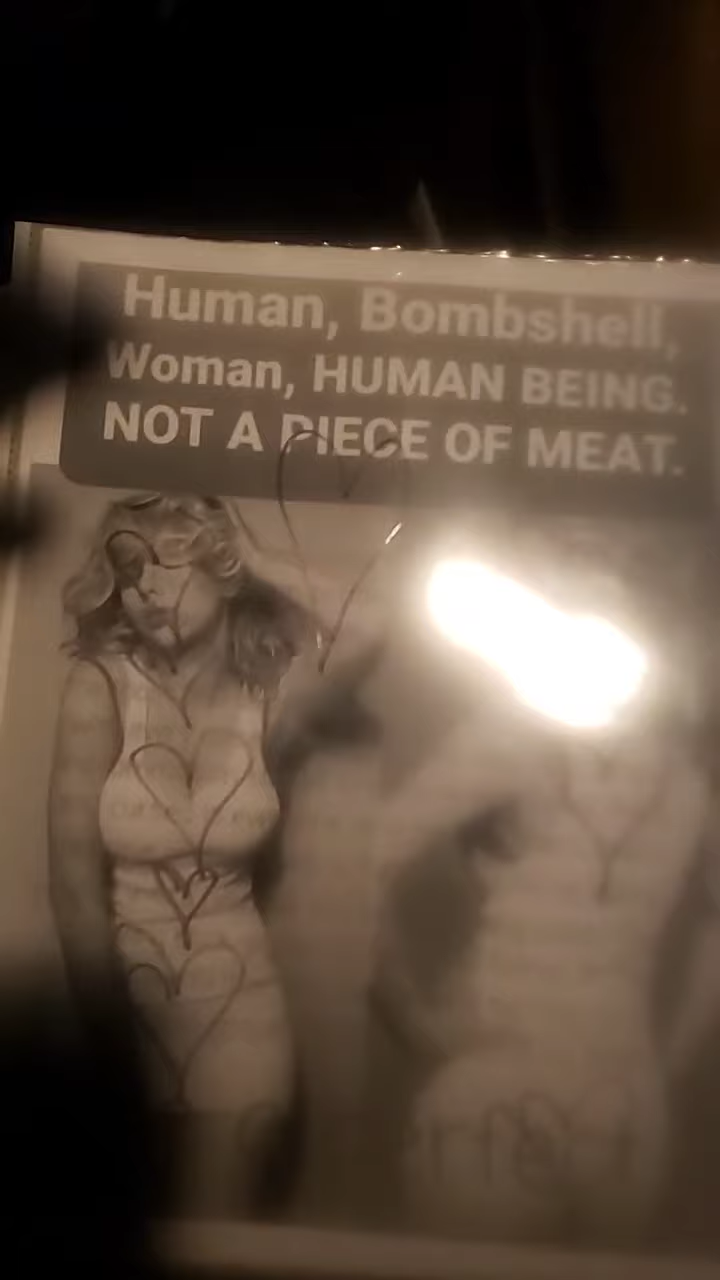 Human, Bombshell,
Woman, HUMAN BEING.
NOT A PIECE OF MEAT.